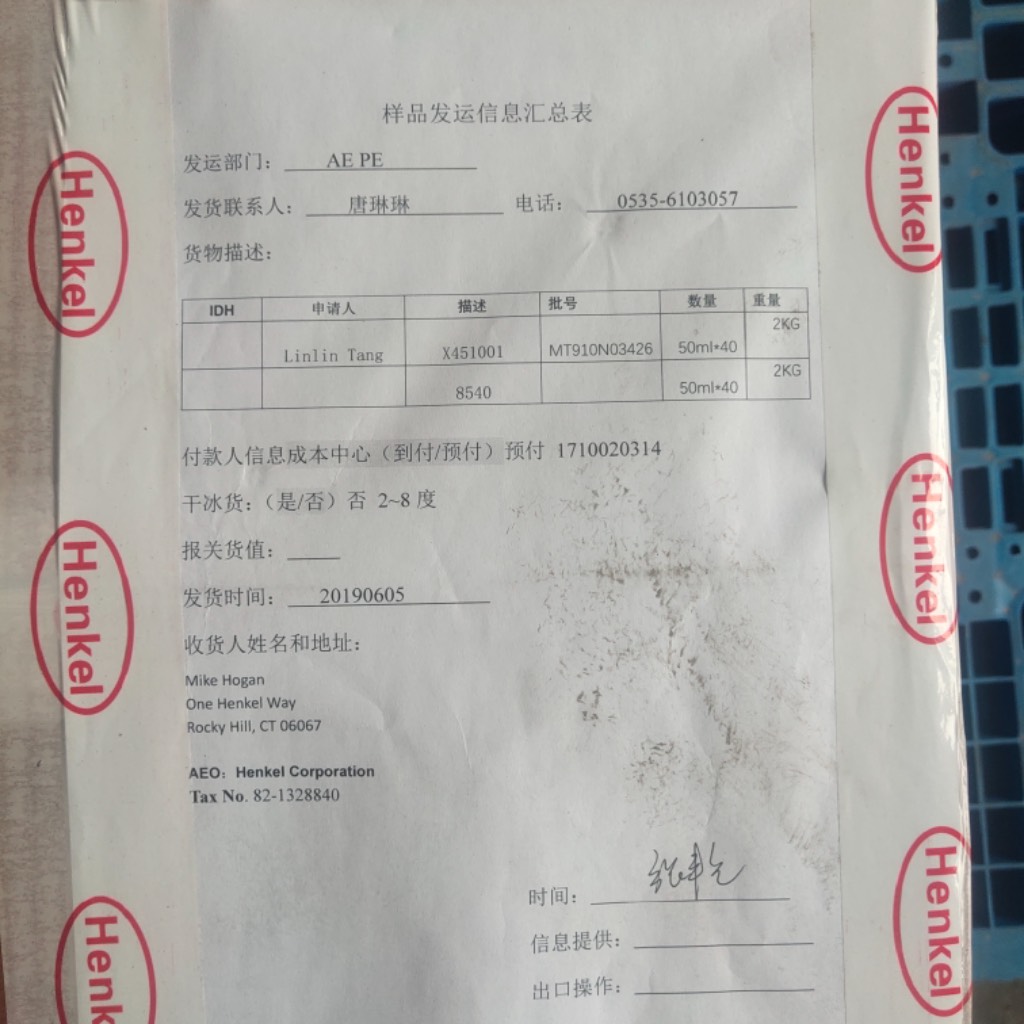 样品发运信息汇总表
发运部门： AE PE
发货联系人： 唐琳琳 电话： 0535-6103057
货物描述：
IDH 申请人 描述 批号 数量 重量
Linlin Tang X451001 MT910N03426 50ml*40 2KG
8540 50ml*40 2KG
付款人信息成本中心（到付/预付）预付 1710020314
干冰货：（是/否）否 2~8 度
报关货值：
发货时间： 20190605
收货人姓名和地址：
Mike Hogan
One Henkel Way
Rocky Hill, CT 06067
AEO：Henkel Corporation
Tax No. 82-1328840
时间：
信息提供：
出口操作：
Henkel
Henkel
Henkel
Henkel
Henkel
Henkel